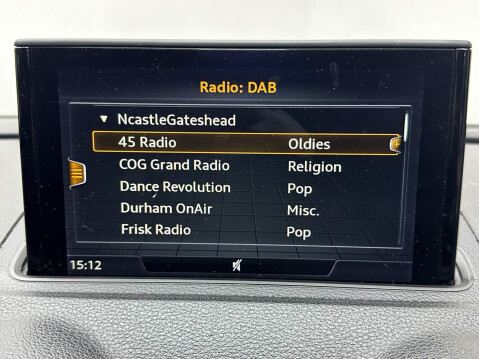 Radio: DAB
NcastleGateshead
45 Radio Oldies
COG Grand Radio Religion
Dance Revolution Pop
Durham OnAir Misc.
Frisk Radio Pop
15:12